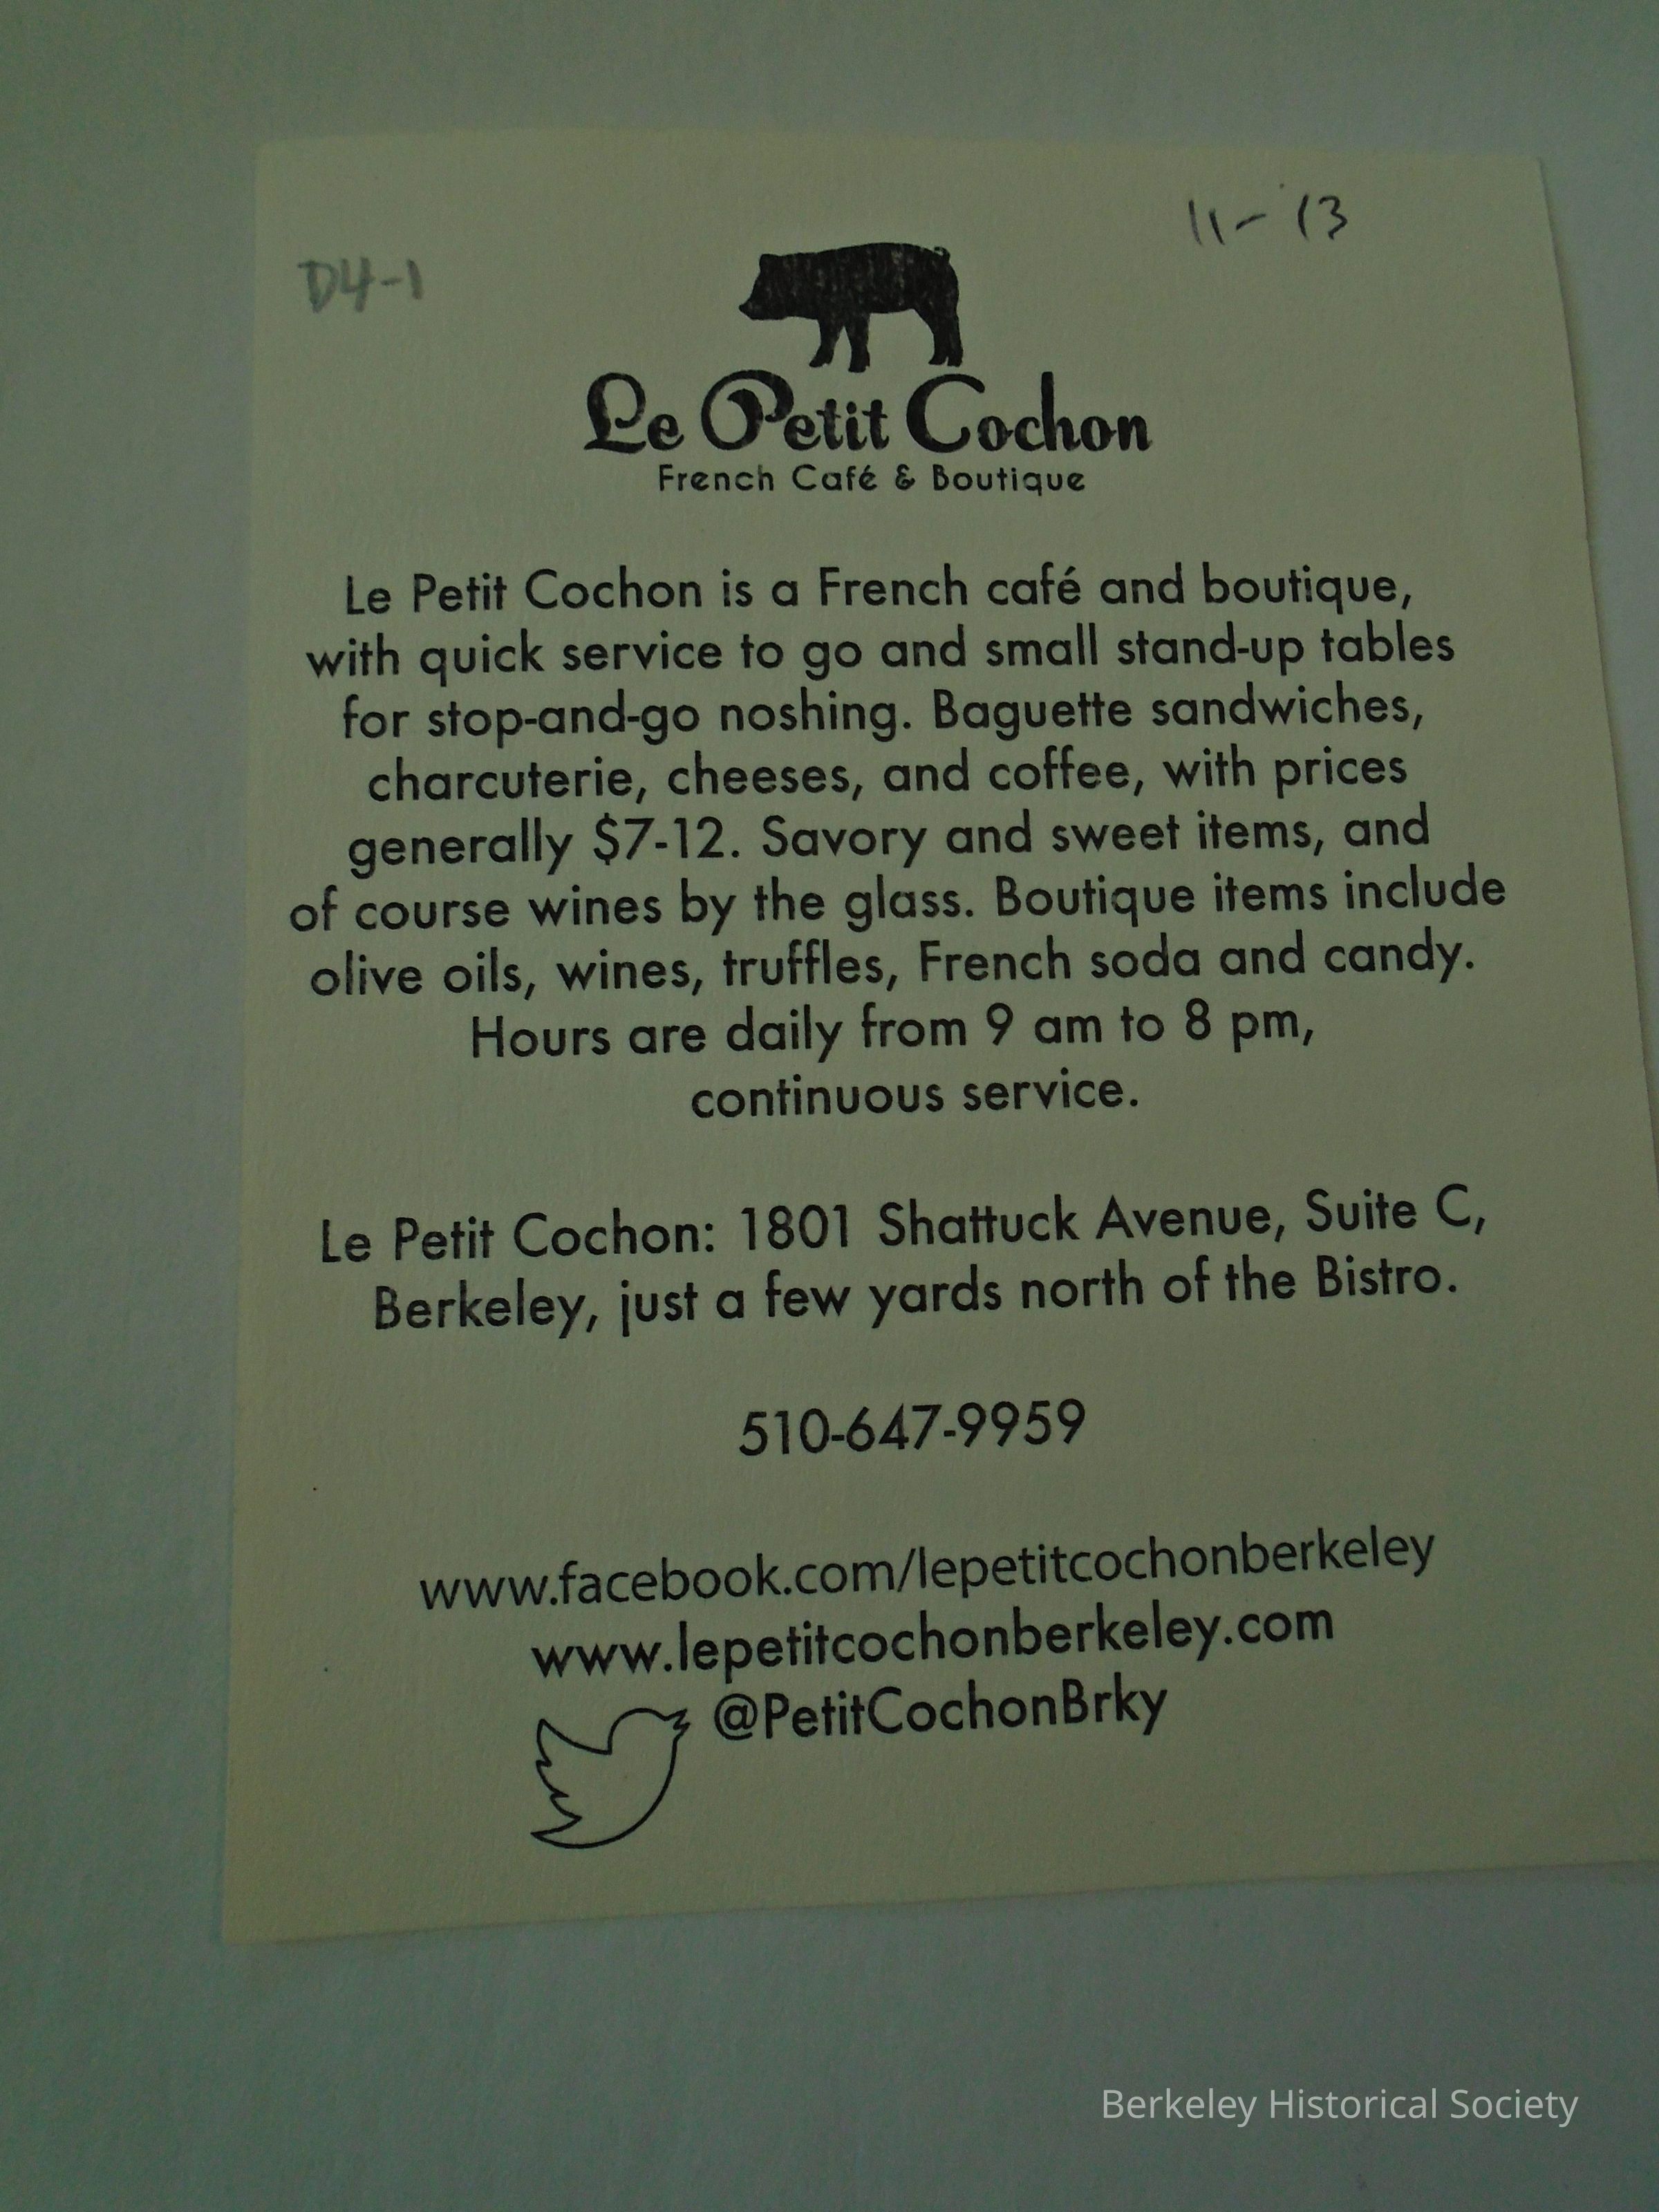 11-'13
D4-1
Le Petit Cochon
French Café & Boutique
Le Petit Cochon is a French café and boutique,
with quick service to go and small stand-up tables
for stop-and-go noshing. Baguette sandwiches,
charcuterie, cheeses, and coffee, with prices
generally $7-12. Savory and sweet items, and
of course wines by the glass. Boutique items include
olive oils, wines, truffles, French soda and candy.
Hours are daily from 9 am to 8 pm,
continuous service.
Le Petit Cochon: 1801 Shattuck Avenue, Suite C,
Berkeley, just a few yards north of the Bistro.
510-647-9959
www.facebook.com/lepetitcochonberkeley
www.lepetitcochonberkeley.com
@PetitCochonBrky
Berkeley Historical Society